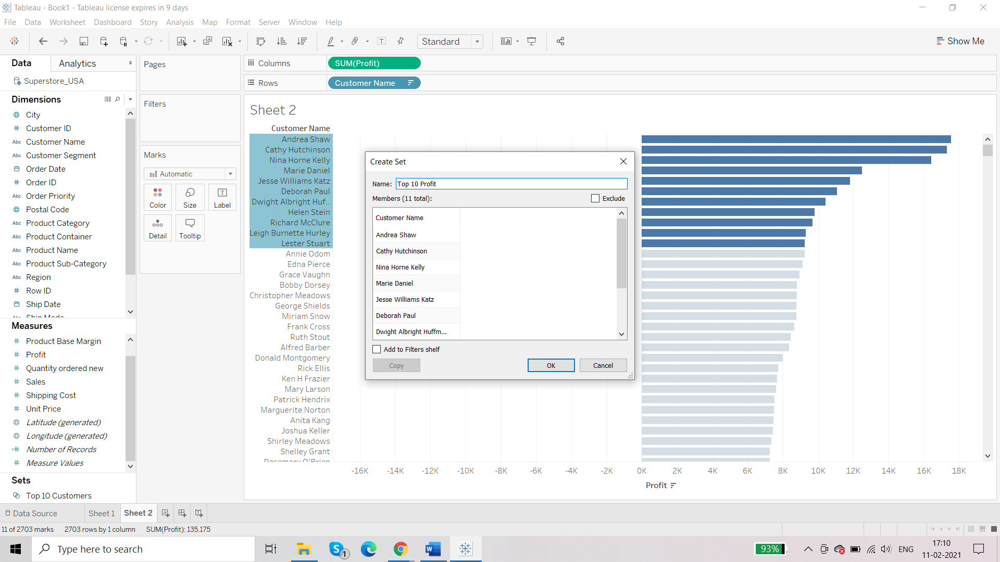 Tableau - Book1 - Tableau license expires in 9 days
File Data Worksheet Dashboard Story Analysis Map Format Server Window Help
Standard
Show Me
Data Analytics
Superstore_USA
Dimensions
City
# Customer ID
Abc Customer Name
Abc Customer Segment
Order Date
# Order ID
Abc Order Priority
Postal Code
Abc Product Category
Abc Product Container
Abc Product Name
Abc Product Sub-Category
Abc Region
# Row ID
Ship Date
Abc Ship Mode
Measures
# Product Base Margin
# Profit
# Quantity ordered new
# Sales
# Shipping Cost
# Unit Price
Latitude (generated)
Longitude (generated)
=# Number of Records
# Measure Values
Sets
Top 10 Customers
Pages
Filters
Marks
Automatic
Color Size Label
Detail Tooltip
Columns SUM(Profit)
Rows Customer Name
Sheet 2
Customer Name
Andrea Shaw
Cathy Hutchinson
Nina Horne Kelly
Marie Daniel
Jesse Williams Katz
Deborah Paul
Dwight Albright Huf..
Helen Stein
Richard McClure
Leigh Burnette Hurley
Lester Stuart
Annie Odom
Edna Pierce
Grace Vaughn
Bobby Dorsey
Christopher Meadows
George Shields
Miriam Snow
Frank Cross
Ruth Stout
Alfred Barber
Donald Montgomery
Rick Ellis
Ken H Frazier
Mary Larson
Patrick Hendrix
Marguerite Norton
Anita Kang
Joshua Keller
Shirley Meadows
Shelley Grant
Rosemary O'Brien
-16K -14K -12K -10K -8K -6K -4K -2K 0K 2K 4K 6K 8K 10K 12K 14K 16K 18K
Profit
Create Set
Name: Top 10 Profit
Members (11 total): Exclude
Customer Name
Andrea Shaw
Cathy Hutchinson
Nina Horne Kelly
Marie Daniel
Jesse Williams Katz
Deborah Paul
Dwight Albright Huffm...
Add to Filters shelf
Copy OK Cancel
Data Source Sheet 1 Sheet 2
11 of 2703 marks 2703 rows by 1 column SUM(Profit): 135,175
Type here to search
1
W
93%
ENG
17:10
11-02-2021